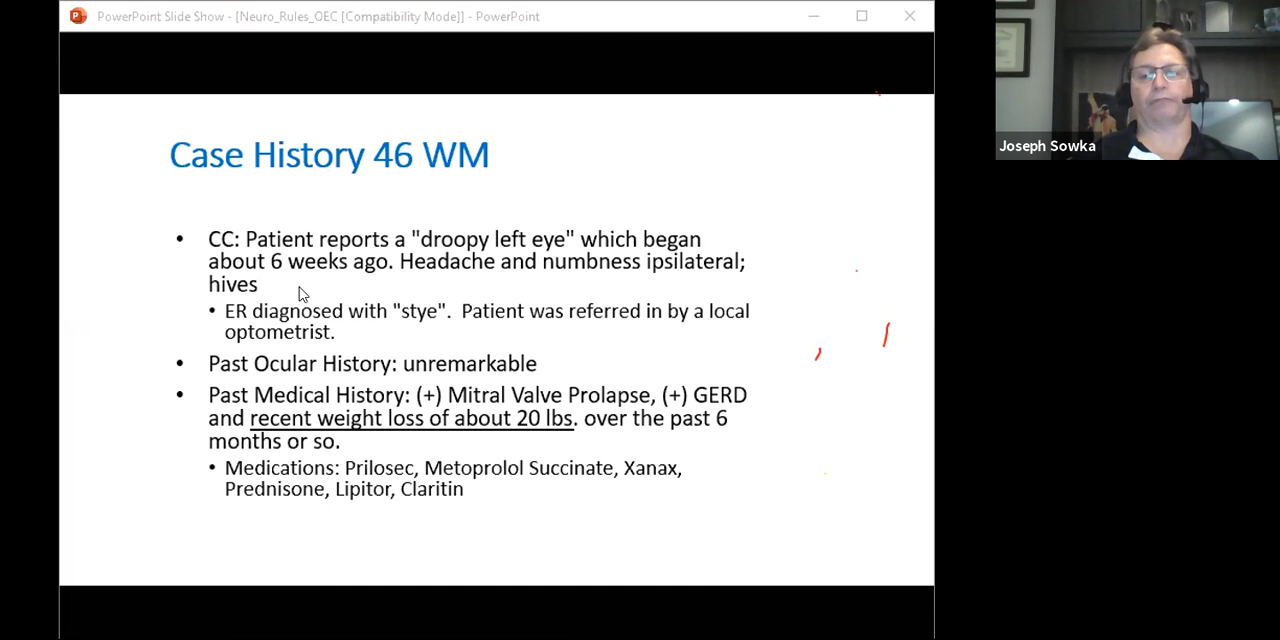 PowerPoint Slide Show - [Neuro_Rules_OEC [Compatibility Mode]] - PowerPoint
Case History 46 WM
• CC: Patient reports a "droopy left eye" which began
about 6 weeks ago. Headache and numbness ipsilateral;
hives
• ER diagnosed with "stye".  Patient was referred in by a local
optometrist.
• Past Ocular History: unremarkable
• Past Medical History: (+) Mitral Valve Prolapse, (+) GERD
and recent weight loss of about 20 lbs. over the past 6
months or so.
• Medications: Prilosec, Metoprolol Succinate, Xanax,
Prednisone, Lipitor, Claritin
Joseph Sowka